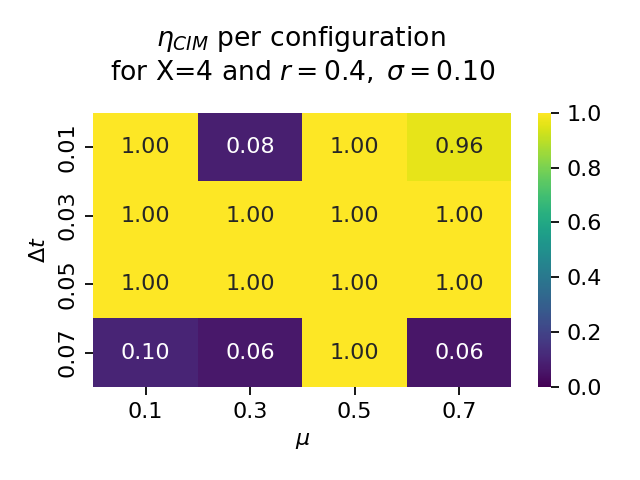 η_CIM per configuration
for X=4 and r = 0.4, σ = 0.10
Δt
0.01 1.00 0.08 1.00 0.96
0.03 1.00 1.00 1.00 1.00
0.05 1.00 1.00 1.00 1.00
0.07 0.10 0.06 1.00 0.06
0.1 0.3 0.5 0.7
μ
1.0
0.8
0.6
0.4
0.2
0.0